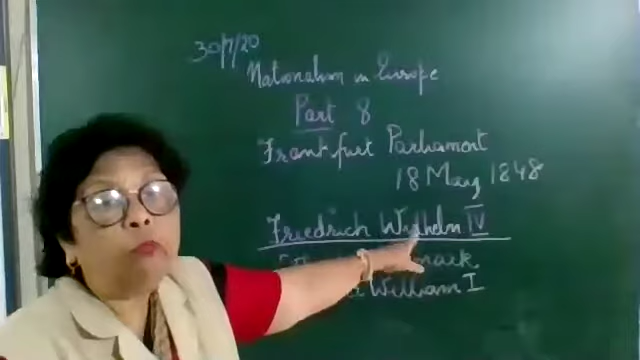 30/7/20
Nationalism in Europe
Part 8
Frankfurt Parliament
18 May 1848
Friedrich Wilhelm IV
William I